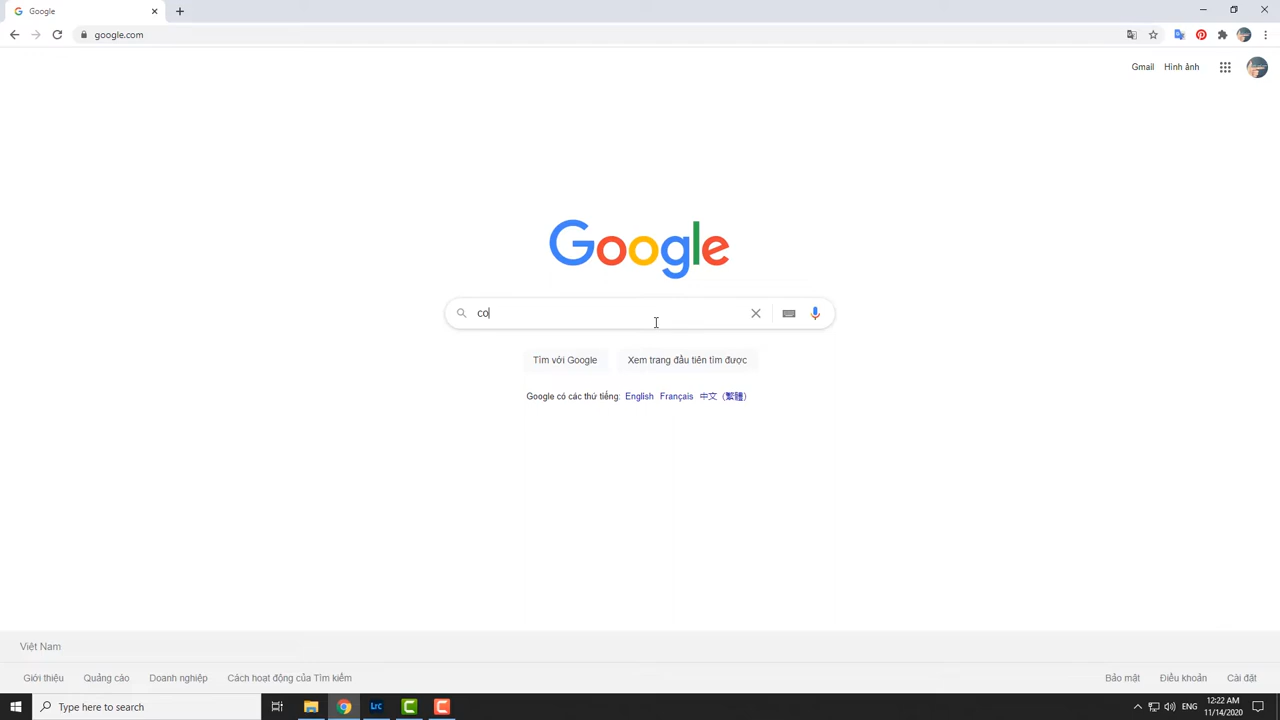 Google
google.com
Gmail Hình ảnh
Google
co
Tìm với Google Xem trang đầu tiên tìm được
Google có các thứ tiếng: English Français 中文 (繁體)
Việt Nam
Giới thiệu Quảng cáo Doanh nghiệp Cách hoạt động của Tìm kiếm Bảo mật Điều khoản Cài đặt
Type here to search Lrc C C ENG 12:22 AM
11/14/2020